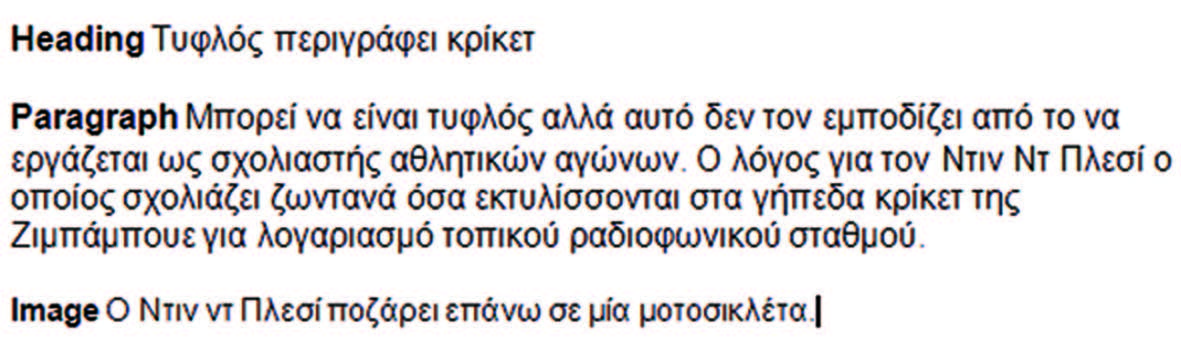 Heading Τυφλός περιγράφει κρίκετ
Paragraph Μπορεί να είναι τυφλός αλλά αυτό δεν τον εμποδίζει από το να
εργάζεται ως σχολιαστής αθλητικών αγώνων. Ο λόγος για τον Ντιν Ντ Πλεσί ο
οποίος σχολιάζει ζωντανά όσα εκτυλίσσονται στα γήπεδα κρίκετ της
Ζιμπάμπουε για λογαριασμό τοπικού ραδιοφωνικού σταθμού.
Image Ο Ντιν ντ Πλεσί ποζάρει επάνω σε μία μοτοσικλέτα.